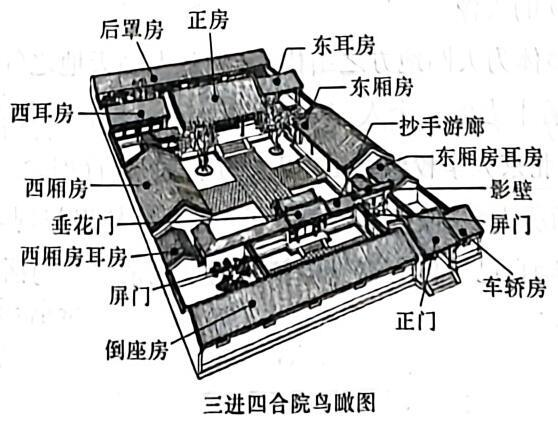 后罩房
正房
东耳房
西耳房
东厢房
抄手游廊
东厢房耳房
西厢房
影壁
垂花门
屏门
西厢房耳房
屏门
车轿房
正门
倒座房
三进四合院鸟瞰图